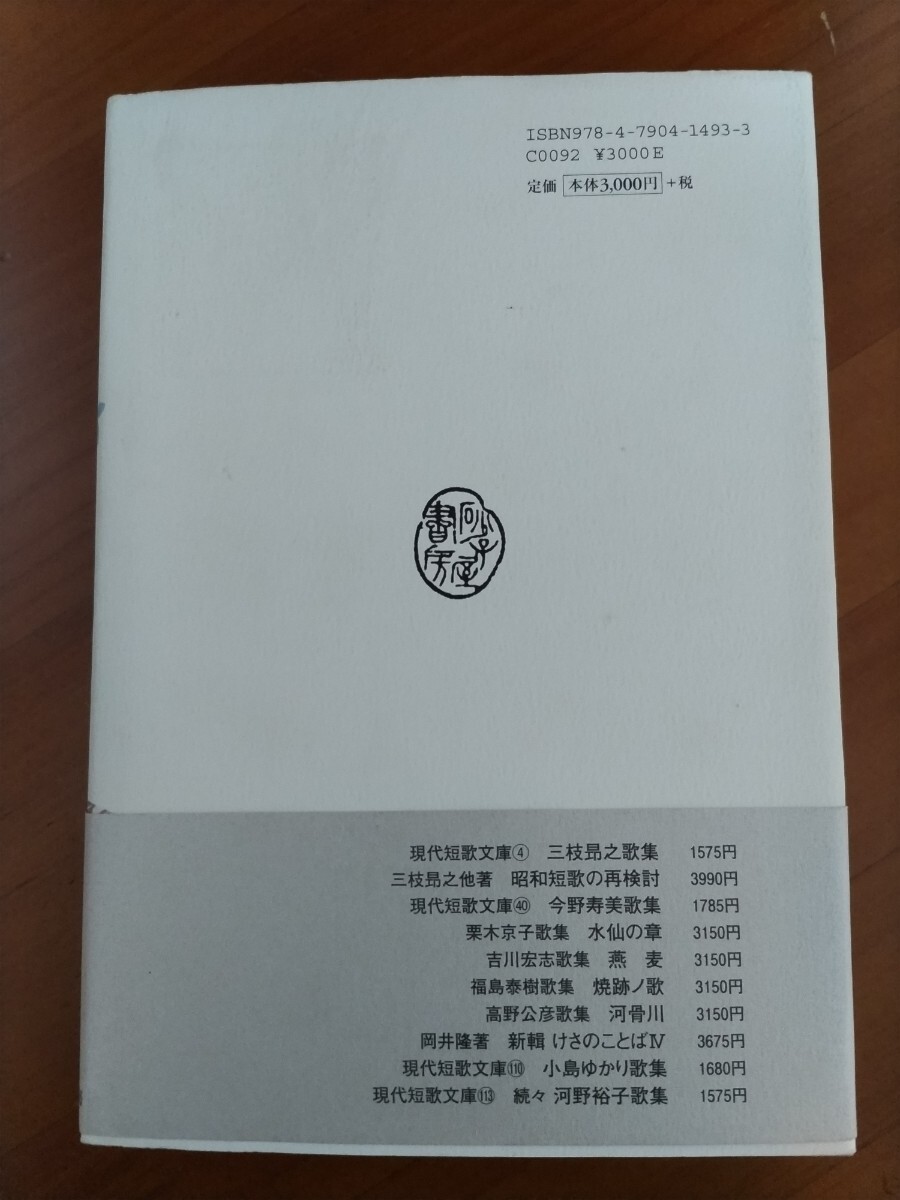 ISBN978-4-7904-1493-3
C0092 ¥3000E
定価 本体3,000円 +税
砂子屋書房
現代短歌文庫④ 三枝昻之歌集 1575円
三枝昻之他著 昭和短歌の再検討 3990円
現代短歌文庫㊵ 今野寿美歌集 1785円
栗木京子歌集 水仙の章 3150円
吉川宏志歌集 燕麦 3150円
福島泰樹歌集 焼跡ノ歌 3150円
高野公彦歌集 河骨川 3150円
岡井隆著 新輯 けさのことばⅣ 3675円
現代短歌文庫110 小島ゆかり歌集 1680円
現代短歌文庫113 続々 河野裕子歌集 1575円